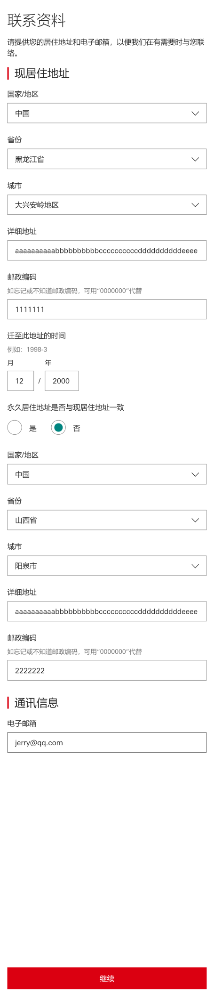 联系资料
请提供您的居住地址和电子邮箱，以便我们在有需要时与您联
络。
现居住地址
国家/地区
中国
省份
黑龙江省
城市
大兴安岭地区
详细地址
aaaaaaaaaabbbbbbbbbbccccccccccddddddddddeeee
邮政编码
如忘记或不知道邮政编码，可用“0000000”代替
1111111
迁至此地址的时间
例如：1998-3
月 年
12 / 2000
永久居住地址是否与现居住地址一致
是 否
国家/地区
中国
省份
山西省
城市
阳泉市
详细地址
aaaaaaaaaabbbbbbbbbbccccccccccddddddddddeeee
邮政编码
如忘记或不知道邮政编码，可用“0000000”代替
2222222
通讯信息
电子邮箱
jerry@qq.com
继续